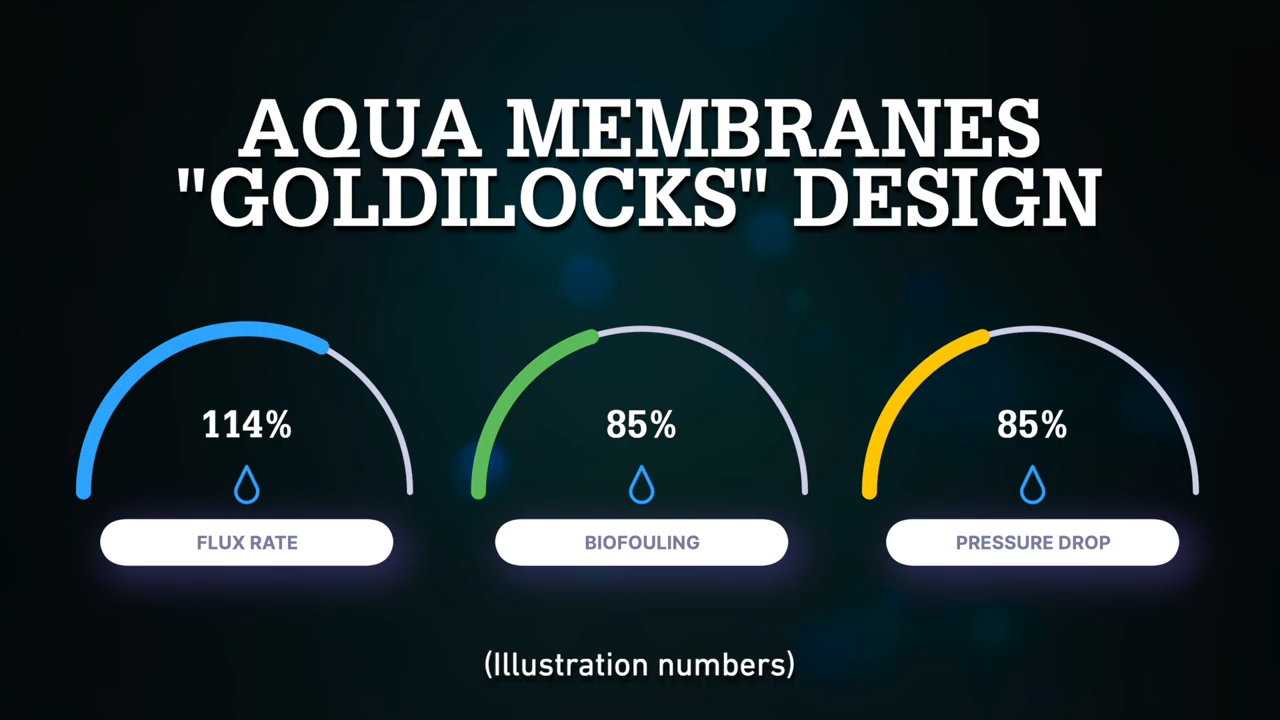 AQUA MEMBRANES
"GOLDILOCKS" DESIGN
114%
85%
85%
FLUX RATE
BIOFOULING
PRESSURE DROP
(Illustration numbers)